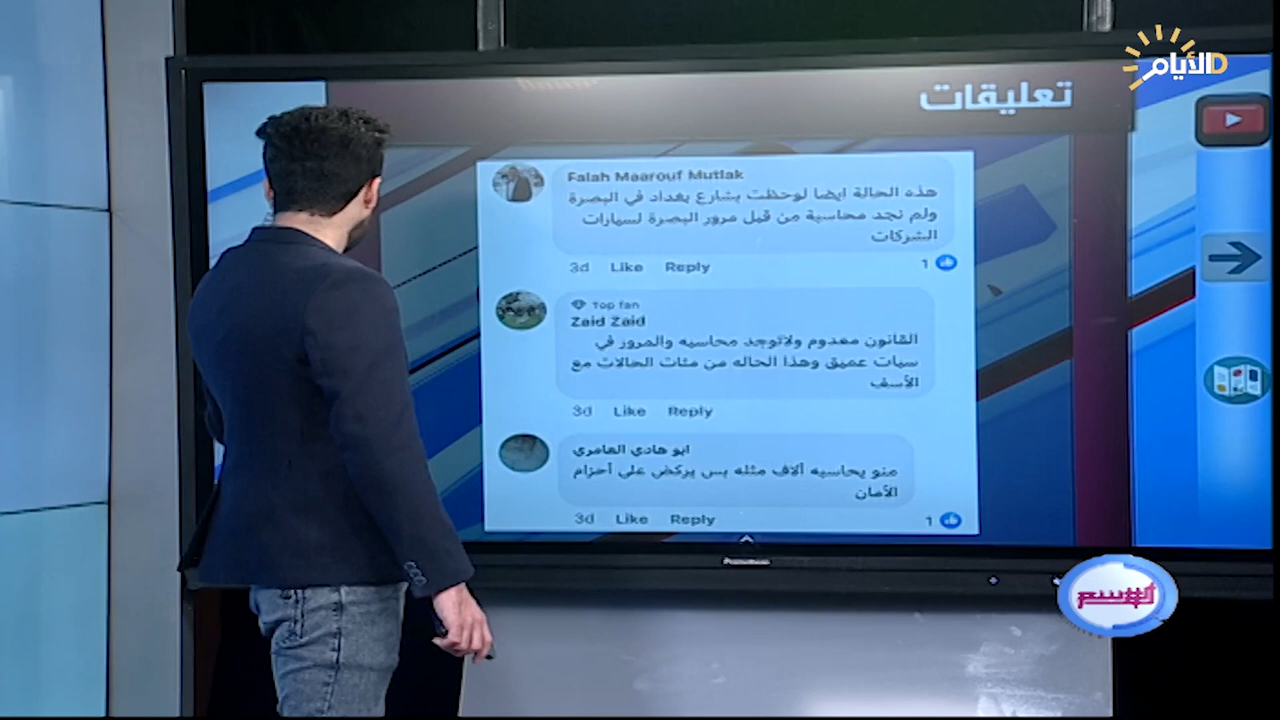 الأيام
تعليقات
Falah Maarouf Mutlak
هذه الحالة ايضا لوحظت بشارع بغداد في البصرة
ولم نجد محاسبة من قبل مرور البصرة لسيارات
الشركات
3d Like Reply 1
Top fan
Zaid Zaid
القانون معدوم ولاتوجد محاسبه والمرور في
سبات عميق وهذا الحاله من مئات الحالات مع
الأسف
3d Like Reply
ابو هادي العامري
منو يحاسبه آلاف مثله بس يركض على أحزام
الأمان
3d Like Reply 1
Promethean